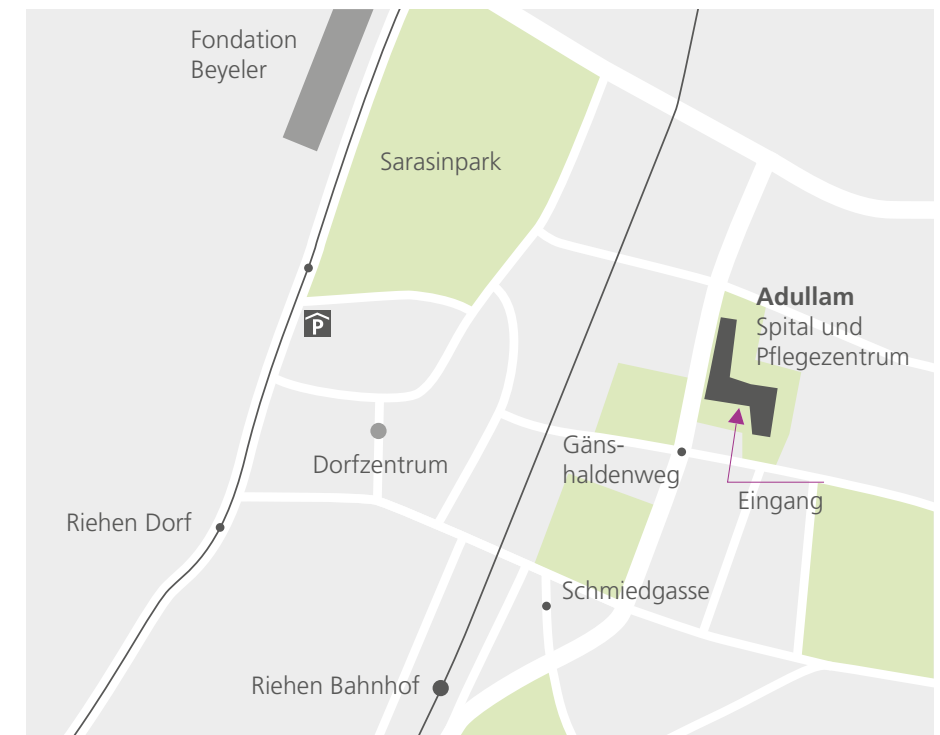 Fondation
Beyeler
Sarasinpark
P
Adullam
Spital und
Pflegezentrum
Gäns-
haldenweg
Dorfzentrum
Eingang
Riehen Dorf
Schmiedgasse
Riehen Bahnhof